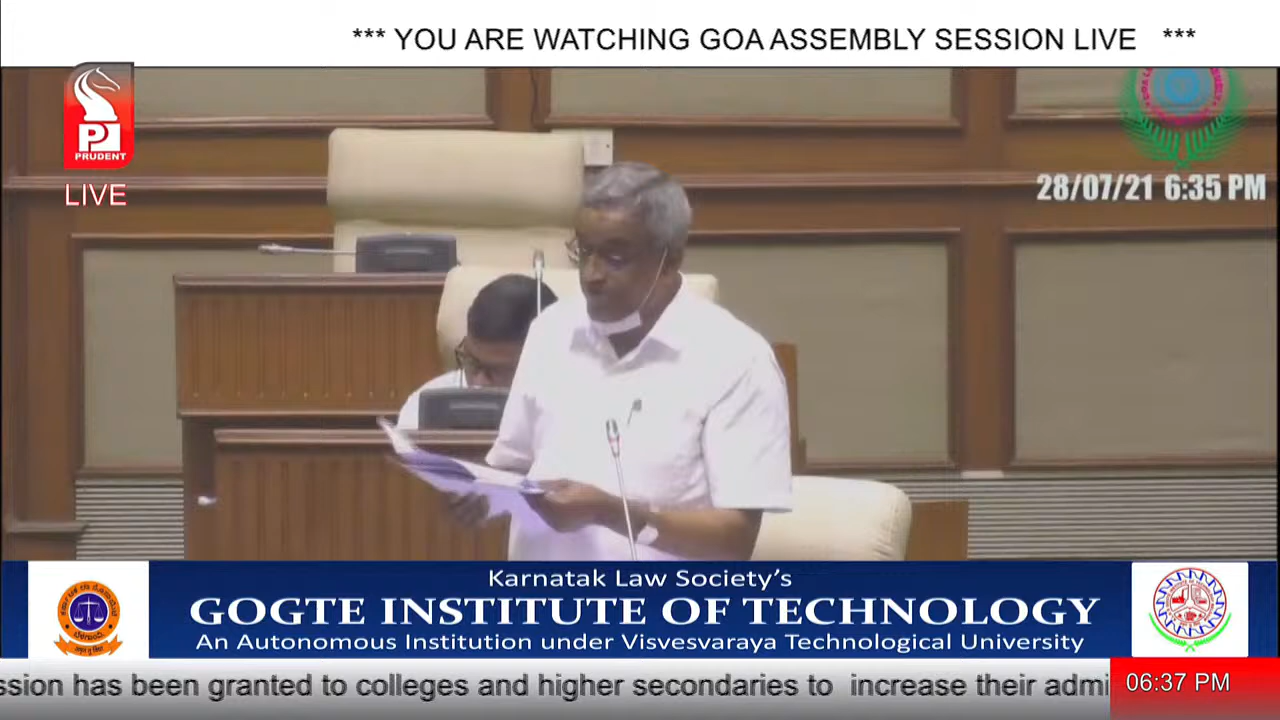 *** YOU ARE WATCHING GOA ASSEMBLY SESSION LIVE ***
PRUDENT
LIVE
28/07/21 6:35 PM
Karnatak Law Society's
GOGTE INSTITUTE OF TECHNOLOGY
An Autonomous Institution under Visvesvaraya Technological University
ssion has been granted to colleges and higher secondaries to increase their admi
06:37 PM